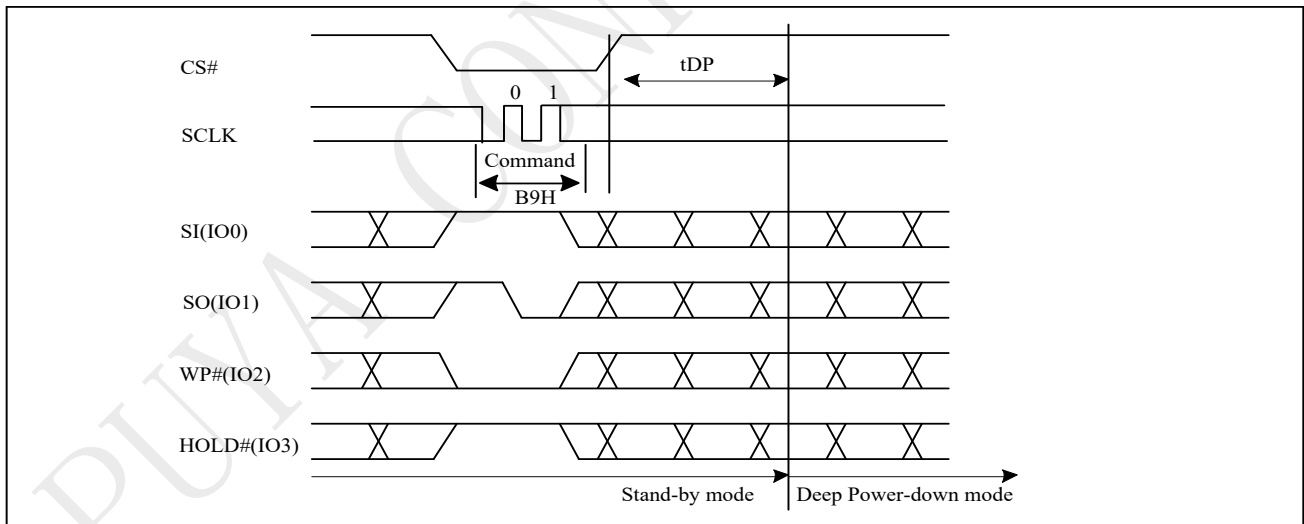 CS#
tDP
0 1
SCLK
Command
B9H
SI(IO0)
SO(IO1)
WP#(IO2)
HOLD#(IO3)
Stand-by mode Deep Power-down mode
PUYA